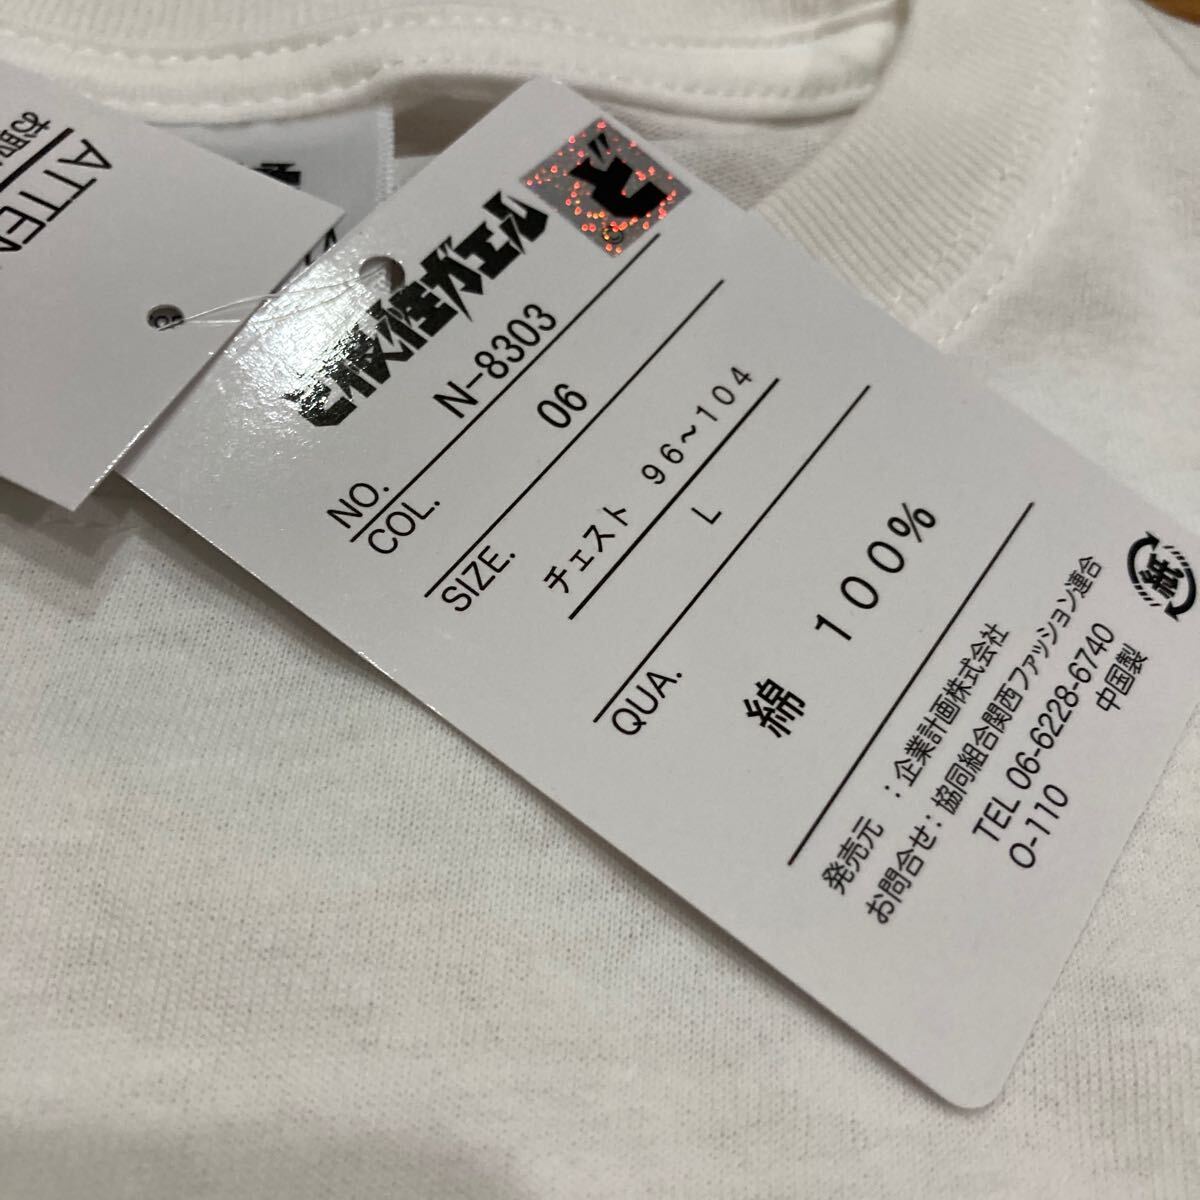 ド根性ガエル
NO. N-8303
COL. 06
SIZE. チェスト 96~104
L
QUA. 綿 100%
発売元 :企業計画株式会社
お問合せ:協同組合関西ファッション連合
TEL 06-6228-6740
O-110 中国製
紙
ATTEN
お取